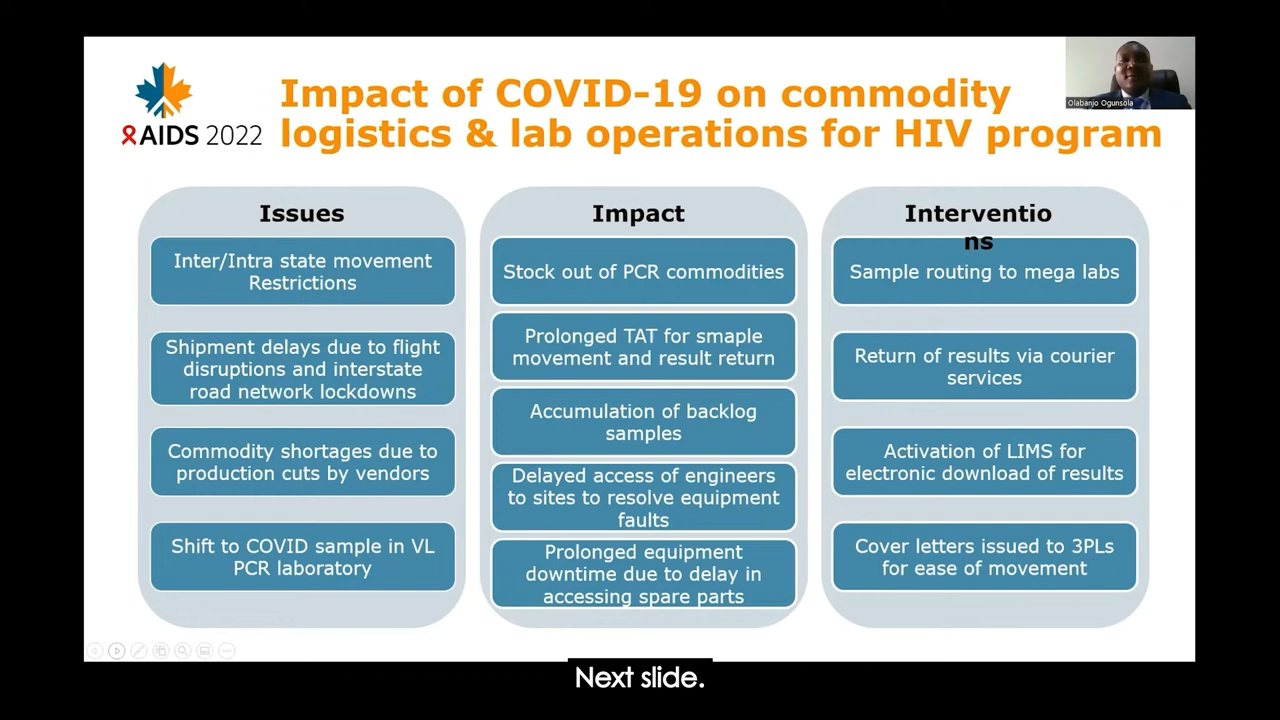 Impact of COVID-19 on commodity
logistics & lab operations for HIV program
AIDS 2022
Olabanjo Ogunsola
Issues
Inter/Intra state movement
Restrictions
Shipment delays due to flight
disruptions and interstate
road network lockdowns
Commodity shortages due to
production cuts by vendors
Shift to COVID sample in VL
PCR laboratory
Impact
Stock out of PCR commodities
Prolonged TAT for smaple
movement and result return
Accumulation of backlog
samples
Delayed access of engineers
to sites to resolve equipment
faults
Prolonged equipment
downtime due to delay in
accessing spare parts
Interventio
ns
Sample routing to mega labs
Return of results via courier
services
Activation of LIMS for
electronic download of results
Cover letters issued to 3PLs
for ease of movement
Next slide.